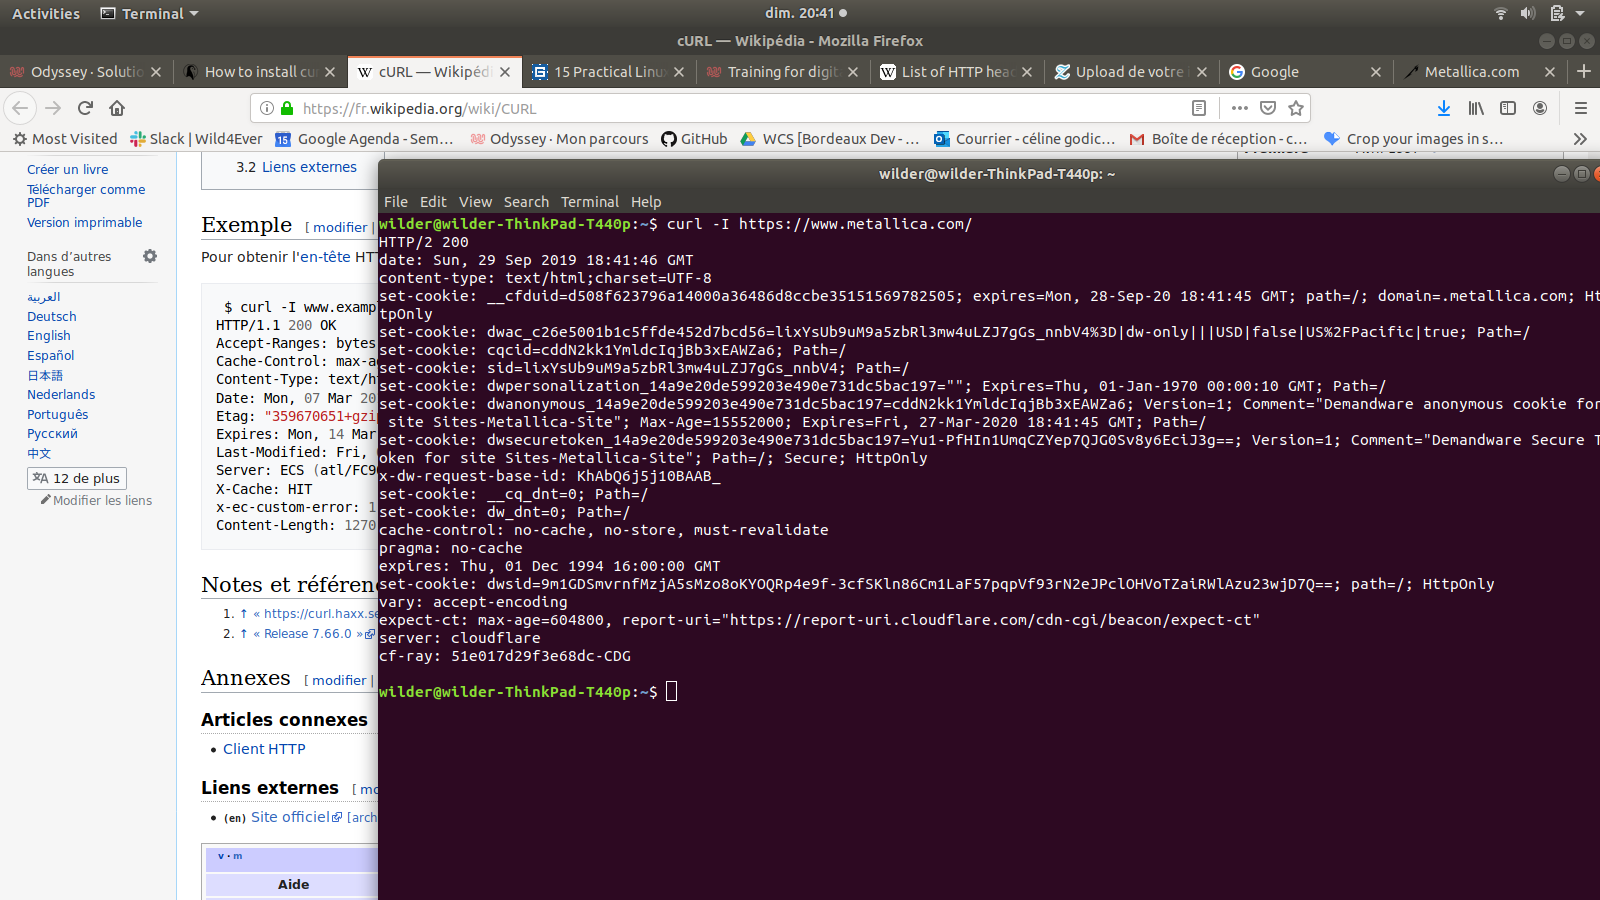 Activities Terminal dim. 20:41
cURL — Wikipédia - Mozilla Firefox
Odyssey · Solutio How to install cu cURL — Wikipédi 15 Practical Linu Training for digit List of HTTP head Upload de votre Google Metallica.com
https://fr.wikipedia.org/wiki/CURL
Most Visited Slack | Wild4Ever Google Agenda - Sem… Odyssey · Mon parcours GitHub WCS [Bordeaux Dev -… Courrier - céline godic… Boîte de réception - c… Crop your images in s…
Créer un livre
Télécharger comme
PDF
Version imprimable
Dans d’autres
langues
العربية
Deutsch
English
Español
日本語
Nederlands
Português
Русский
中文
12 de plus
Modifier les liens
3.2 Liens externes
Exemple [ modifier |
Pour obtenir l'en-tête HT
$ curl -I www.examp
HTTP/1.1 200 OK
Accept-Ranges: bytes
Cache-Control: max-a
Content-Type: text/h
Date: Mon, 07 Mar 20
Etag: "359670651+gzi
Expires: Mon, 14 Mar
Last-Modified: Fri,
Server: ECS (atl/FC9
X-Cache: HIT
x-ec-custom-error: 1
Content-Length: 1270
Notes et référen
1. ↑ « https://curl.haxx.se
2. ↑ « Release 7.66.0 »
Annexes [ modifier |
Articles connexes
• Client HTTP
Liens externes [ mo
• (en) Site officiel [arch
v · m
Aide
wilder@wilder-ThinkPad-T440p: ~
File Edit View Search Terminal Help
wilder@wilder-ThinkPad-T440p:~$ curl -I https://www.metallica.com/
HTTP/2 200
date: Sun, 29 Sep 2019 18:41:46 GMT
content-type: text/html;charset=UTF-8
set-cookie: __cfduid=d508f623796a14000a36486d8ccbe35151569782505; expires=Mon, 28-Sep-20 18:41:45 GMT; path=/; domain=.metallica.com; Ht
tpOnly
set-cookie: dwac_c26e5001b1c5ffde452d7bcd56=lixYsUb9uM9a5zbRl3mw4uLZJ7gGs_nnbV4%3D|dw-only|||USD|false|US%2FPacific|true; Path=/
set-cookie: cqcid=cddN2kk1YmldcIqjBb3xEAWZa6; Path=/
set-cookie: sid=lixYsUb9uM9a5zbRl3mw4uLZJ7gGs_nnbV4; Path=/
set-cookie: dwpersonalization_14a9e20de599203e490e731dc5bac197=""; Expires=Thu, 01-Jan-1970 00:00:10 GMT; Path=/
set-cookie: dwanonymous_14a9e20de599203e490e731dc5bac197=cddN2kk1YmldcIqjBb3xEAWZa6; Version=1; Comment="Demandware anonymous cookie for
site Sites-Metallica-Site"; Max-Age=15552000; Expires=Fri, 27-Mar-2020 18:41:45 GMT; Path=/
set-cookie: dwsecuretoken_14a9e20de599203e490e731dc5bac197=Yu1-PfHIn1UmqCZYep7QJG0Sv8y6EciJ3g==; Version=1; Comment="Demandware Secure T
oken for site Sites-Metallica-Site"; Path=/; Secure; HttpOnly
x-dw-request-base-id: KhAbQ6j5j10BAAB_
set-cookie: __cq_dnt=0; Path=/
set-cookie: dw_dnt=0; Path=/
cache-control: no-cache, no-store, must-revalidate
pragma: no-cache
expires: Thu, 01 Dec 1994 16:00:00 GMT
set-cookie: dwsid=9m1GDSmvrnfMzjA5sMzo8oKYOQRp4e9f-3cfSKln86Cm1LaF57pqpVf93rN2eJPclOHVoTZaiRWlAzu23wjD7Q==; path=/; HttpOnly
vary: accept-encoding
expect-ct: max-age=604800, report-uri="https://report-uri.cloudflare.com/cdn-cgi/beacon/expect-ct"
server: cloudflare
cf-ray: 51e017d29f3e68dc-CDG
wilder@wilder-ThinkPad-T440p:~$